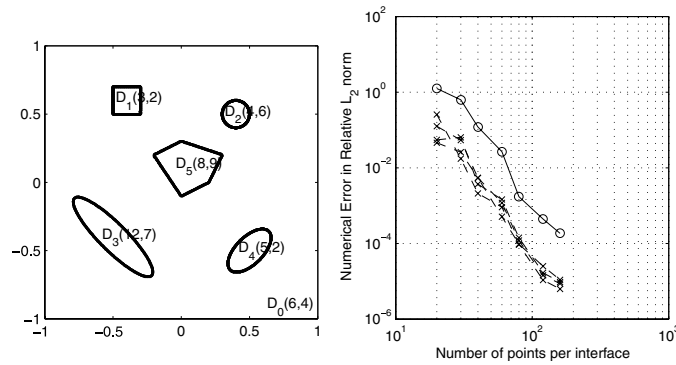 1
0.5
0
−0.5
−1
−1
−0.5
0
0.5
1
D1(3,2)
D2(4,6)
D5(8,9)
D3(12,7)
D4(5,2)
D0(6,4)
Numerical Error in Relative L2 norm
10^2
10^0
10^−2
10^−4
10^−6
10^1
10^2
10^3
Number of points per interface